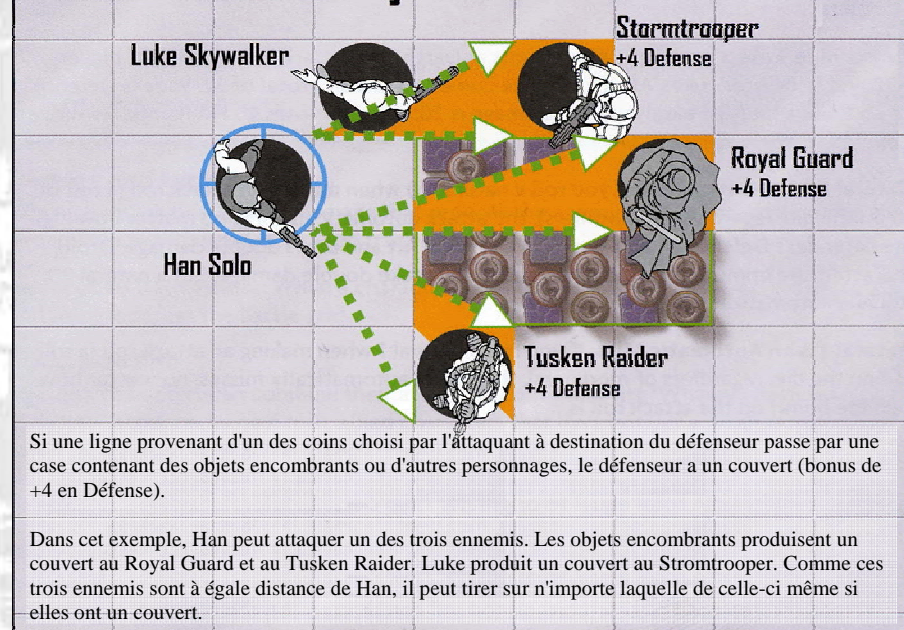 Stormtrooper
Luke Skywalker
+4 Defense
Royal Guard
+4 Defense
Han Solo
Tusken Raider
+4 Defense
Si une ligne provenant d'un des coins choisi par l'attaquant à destination du défenseur passe par une
case contenant des objets encombrants ou d'autres personnages, le défenseur a un couvert (bonus de
+4 en Défense).
Dans cet exemple, Han peut attaquer un des trois ennemis. Les objets encombrants produisent un
couvert au Royal Guard et au Tusken Raider. Luke produit un couvert au Stromtrooper. Comme ces
trois ennemis sont à égale distance de Han, il peut tirer sur n'importe laquelle de celle-ci même si
elles ont un couvert.